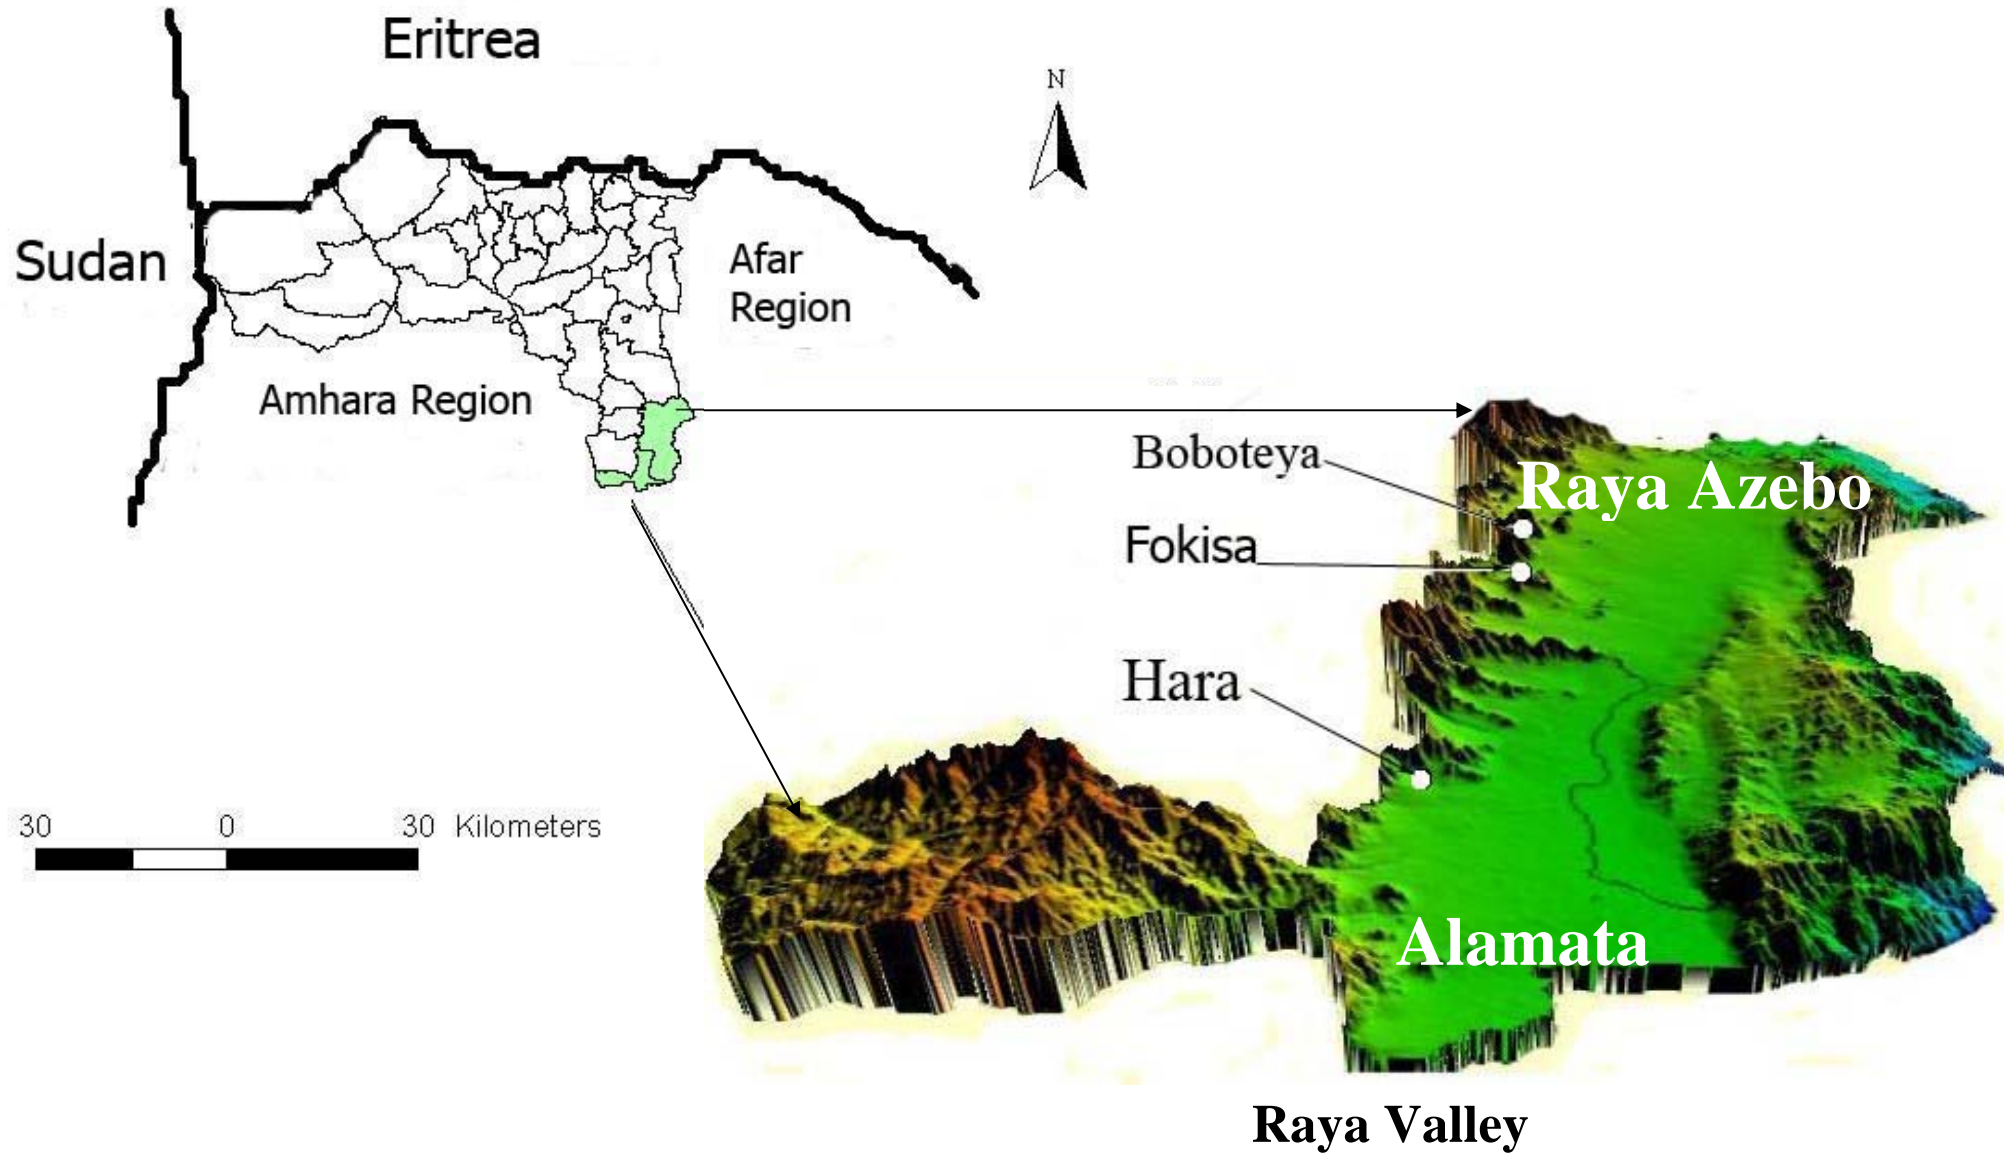 Eritrea
N
Sudan
Afar
Region
Amhara Region
Boboteya
Raya Azebo
Fokisa
Hara
30 0 30 Kilometers
Alamata
Raya Valley